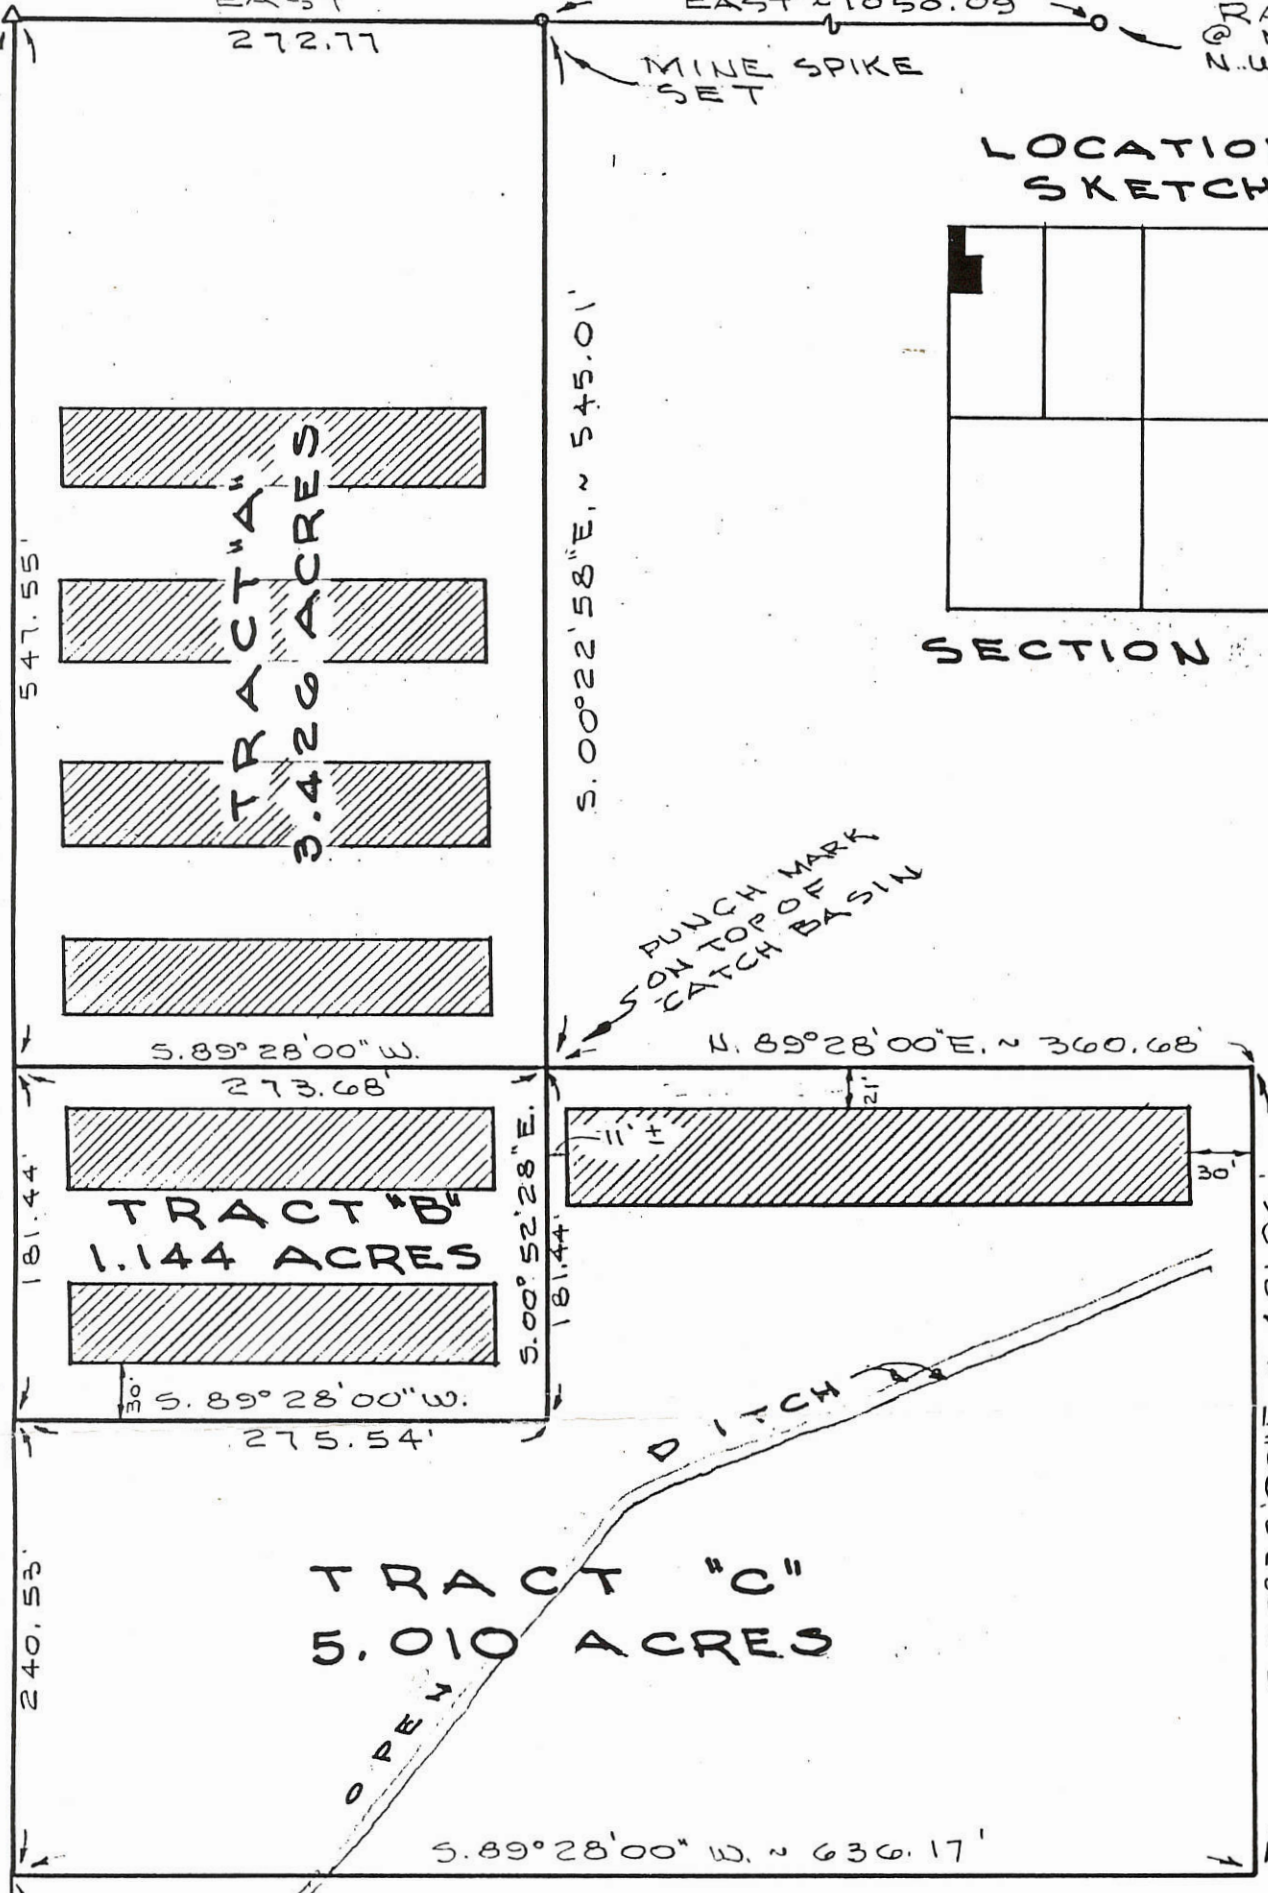 EAST
272.77
EAST ~ 1050.09
MINE SPIKE
SET
@
N.W
LOCATION
SKETCH
SECTION
547.55'
TRACT "A"
3.426 ACRES
S.00°22'58"E. ~ 545.01'
PUNCH MARK
ON TOP OF
CATCH BASIN
S.89°28'00"W.
273.68'
N. 89°28'00"E. ~ 360.68'
21'
11' ±
30'
181.44'
TRACT "B"
1.144 ACRES
S.00°52'28"E.
181.44'
30'
S.89°28'00"W.
275.54'
OPEN DITCH
TRACT "C"
5.010 ACRES
240.53'
S.89°28'00" W. ~ 636.17'